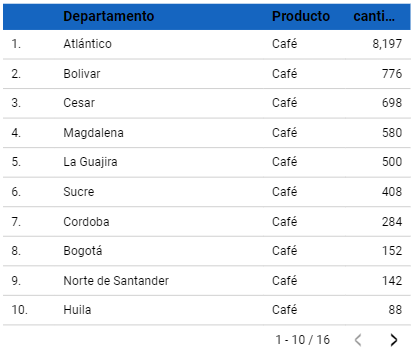 Departamento Producto canti...
1. Atlántico Café 8,197
2. Bolivar Café 776
3. Cesar Café 698
4. Magdalena Café 580
5. La Guajira Café 500
6. Sucre Café 408
7. Cordoba Café 284
8. Bogotá Café 152
9. Norte de Santander Café 142
10. Huila Café 88
1 - 10 / 16